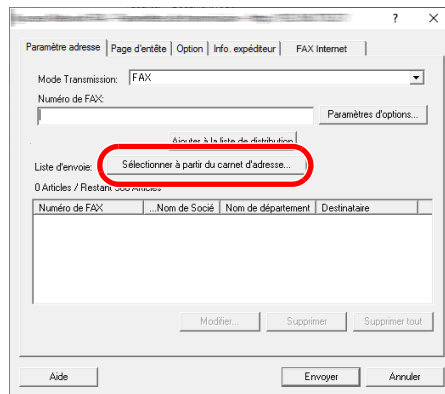 ? ×
Paramètre adresse Page d'entête Option Info. expéditeur FAX Internet
Mode Transmission: FAX
Numéro de FAX:
Paramètres d'options...
Ajouter à la liste de distribution
Liste d'envoie: Sélectionner à partir du carnet d'adresse...
0 Articles / Restant Articles
Numéro de FAX ...Nom de Socié Nom de département Destinataire
Modifier... Supprimer Supprimer tout
Aide Envoyer Annuler